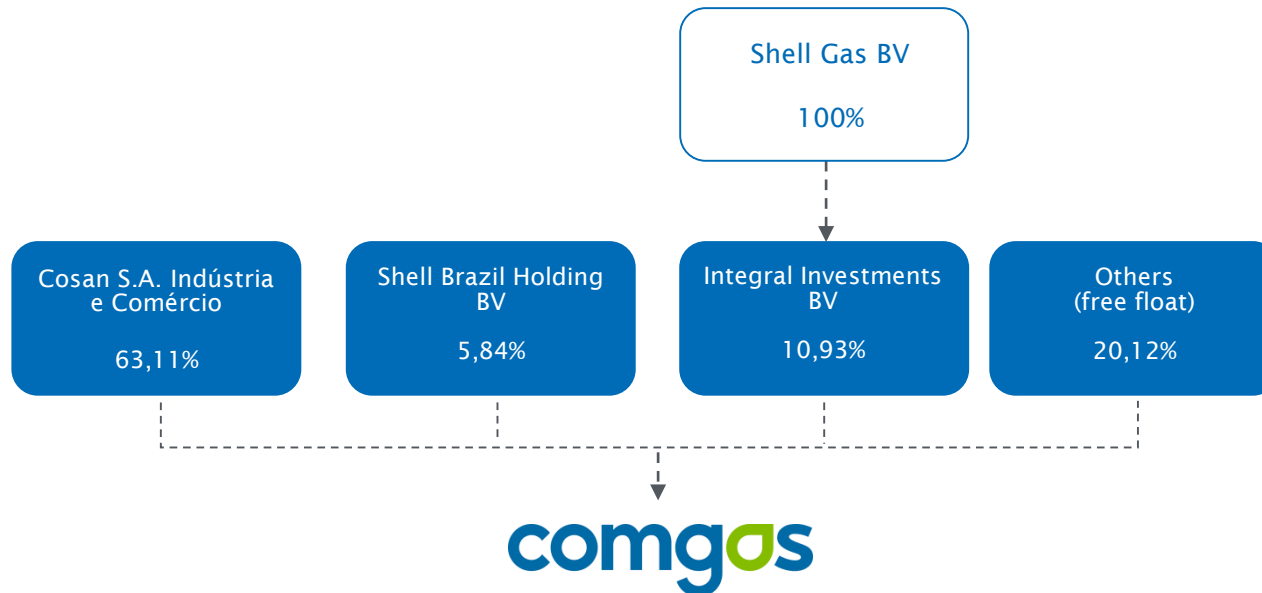 Shell Gas BV
100%
Cosan S.A. Indústria
e Comércio
63,11%
Shell Brazil Holding
BV
5,84%
Integral Investments
BV
10,93%
Others
(free float)
20,12%
comgas